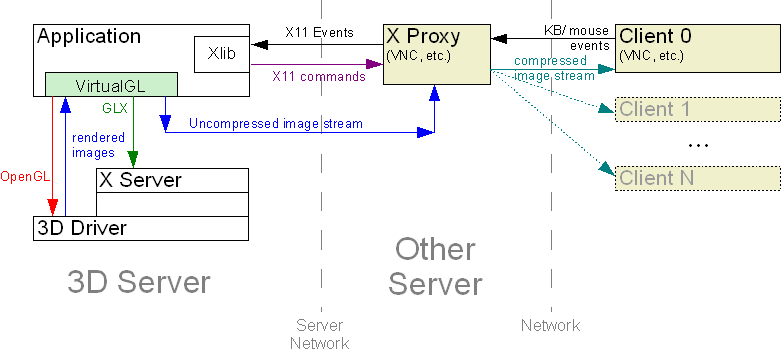 Application
Xlib
VirtualGL
GLX
rendered
images
OpenGL
X Server
3D Driver
3D Server
X11 Events
X11 commands
Uncompressed image stream
X Proxy
(VNC, etc.)
Other
Server
Server
Network
KB/ mouse
events
compressed
image stream
Client 0
(VNC, etc.)
Client 1
...
Client N
Network